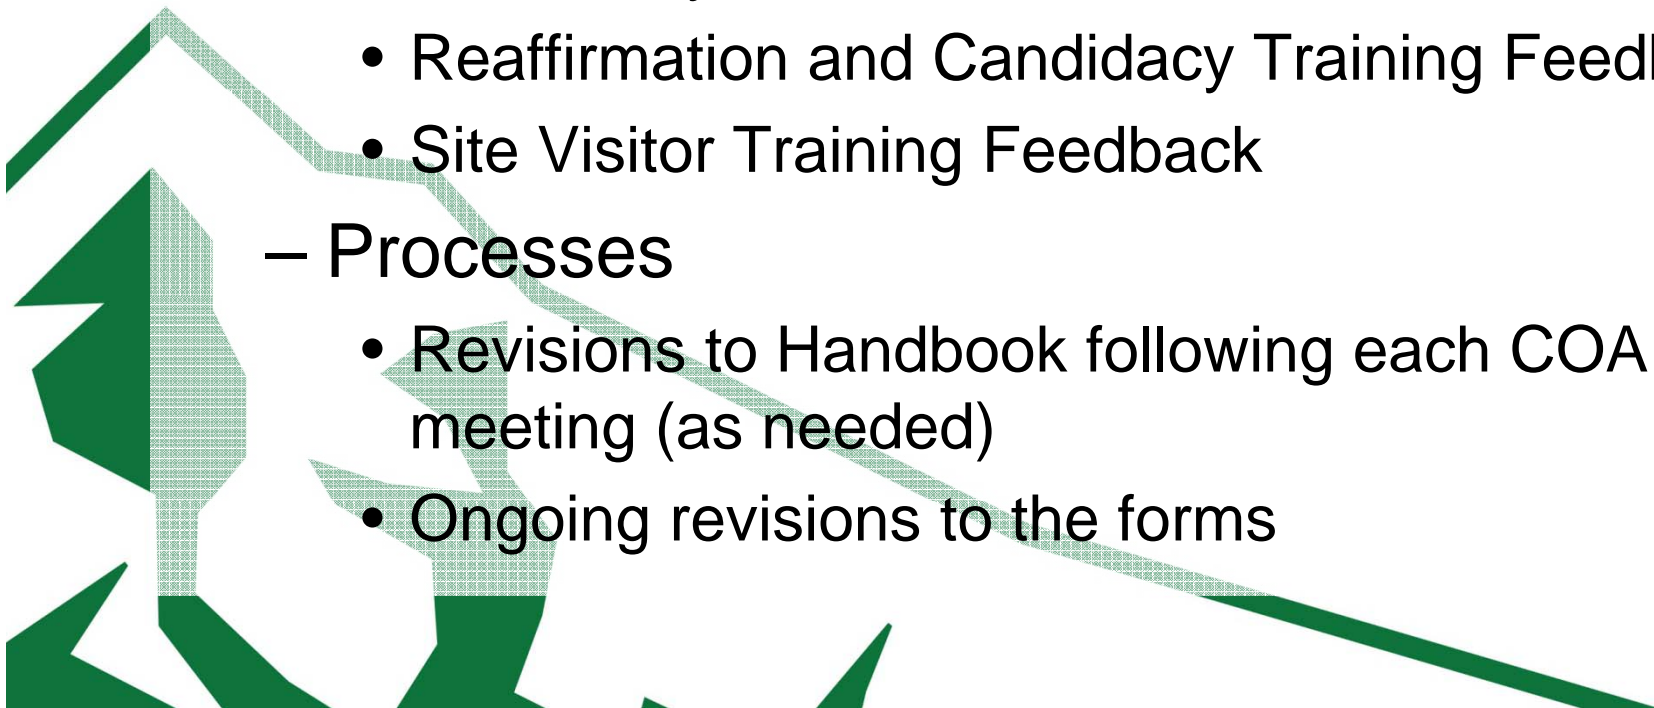 • Reaffirmation and Candidacy Training
• Site Visitor Training Feedback
– Processes
• Revisions to Handbook following each COA
meeting (as needed)
• Ongoing revisions to the forms